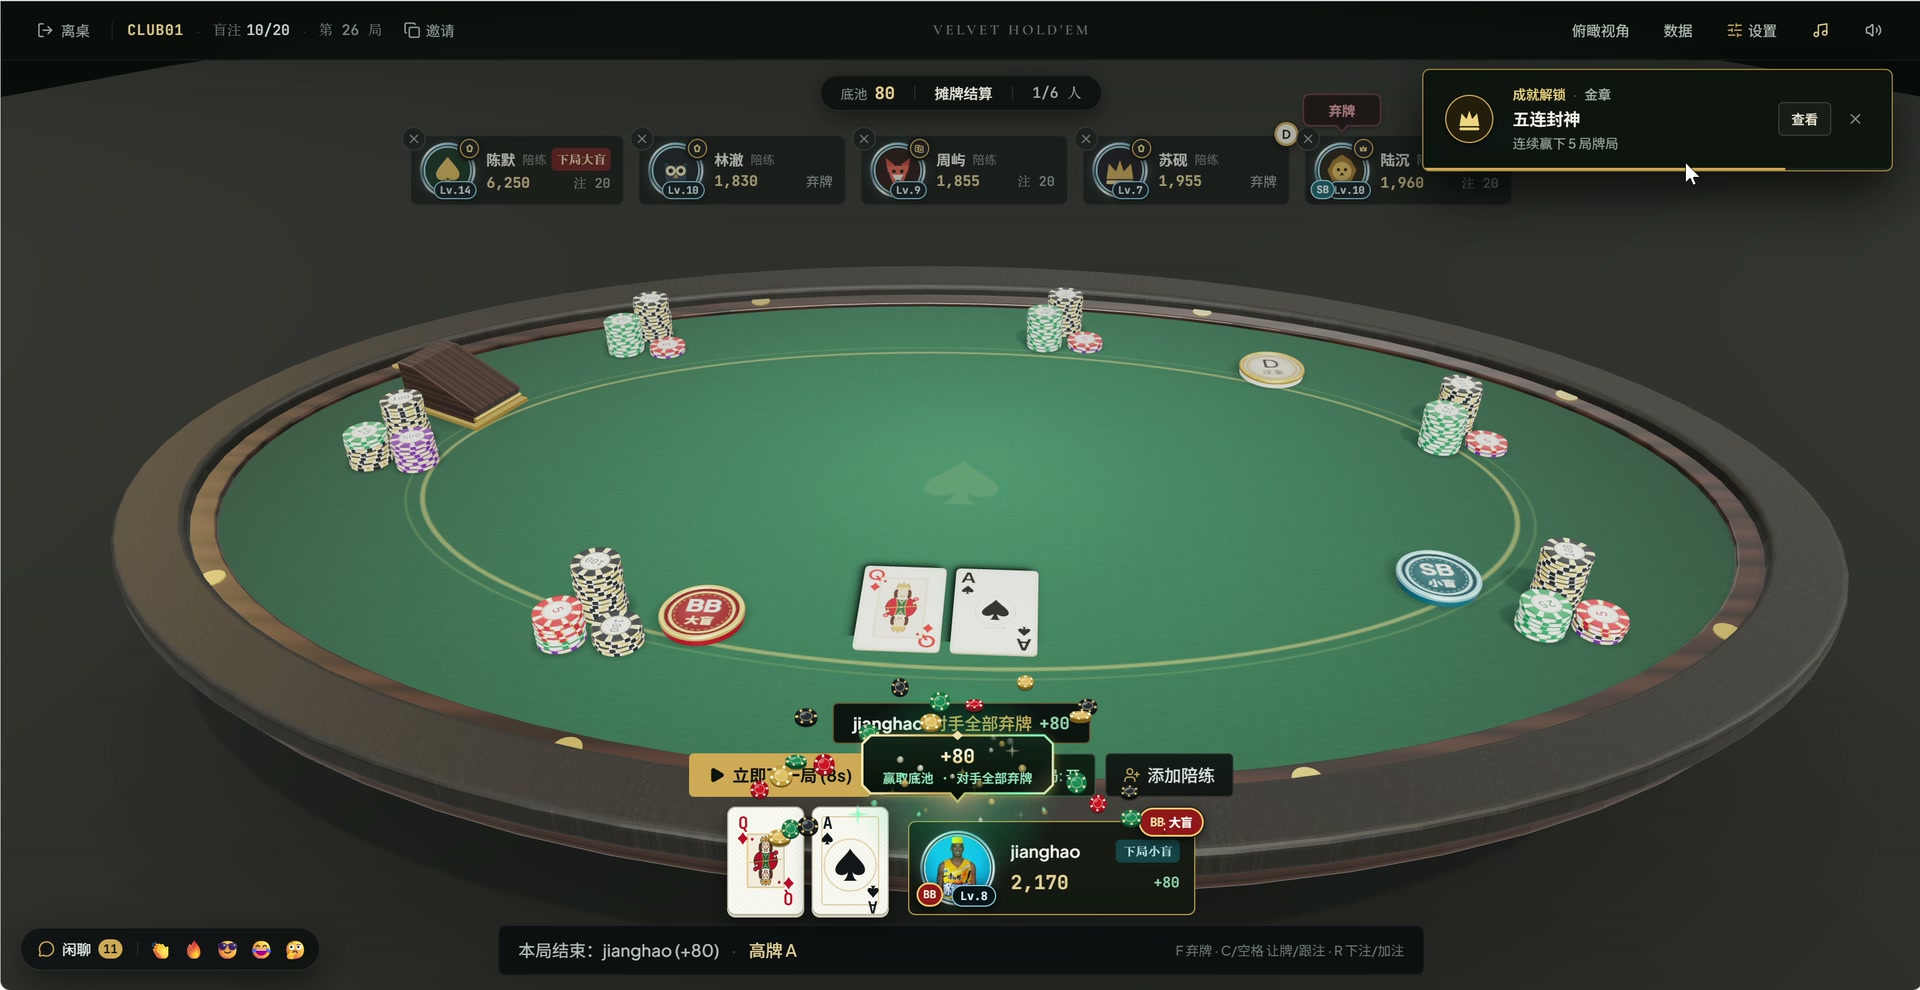 离桌 CLUB01 · 盲注 10/20 · 第 26 局 邀请
VELVET HOLD'EM
俯瞰视角 数据 设置
底池 80 摊牌结算 1/6 人
弃牌
成就解锁 · 金章
五连封神
连续赢下 5 局牌局
查看
陈默 陪练 下局大盲
Lv.14 6,250 注 20
林澈 陪练
Lv.10 1,830 弃牌
周屿 陪练
Lv.9 1,855 注 20
苏砚 陪练
Lv.7 1,955 弃牌
D
陆沉
SB Lv.10 1,960 注 20
D
SB
小盲
BB
大盲
Q
Q
A
A
jianghao 对手全部弃牌 +80
+80
赢取底池 · 对手全部弃牌
立即下一局 (8s)
添加陪练
Q
Q
A
A
BB 大盲
jianghao 下局小盲
2,170 +80
BB Lv.8
闲聊 11
本局结束：jianghao (+80) · 高牌 A
F 弃牌 · C/空格 让牌/跟注 · R 下注/加注